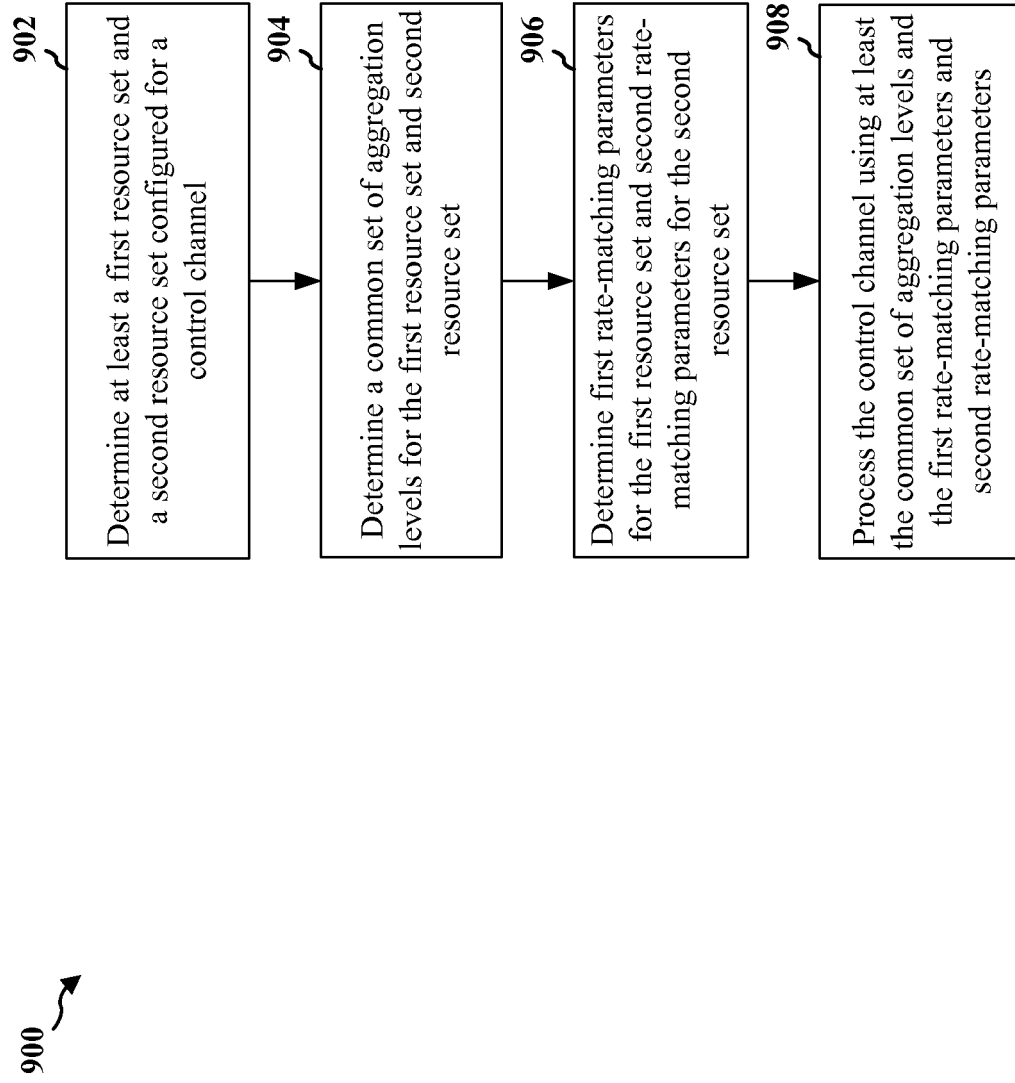 900
902
Determine at least a first resource set and
a second resource set configured for a
control channel
904
Determine a common set of aggregation
levels for the first resource set and second
resource set
906
Determine first rate-matching parameters
for the first resource set and second rate-
matching parameters for the second
resource set
908
Process the control channel using at least
the common set of aggregation levels and
the first rate-matching parameters and
second rate-matching parameters